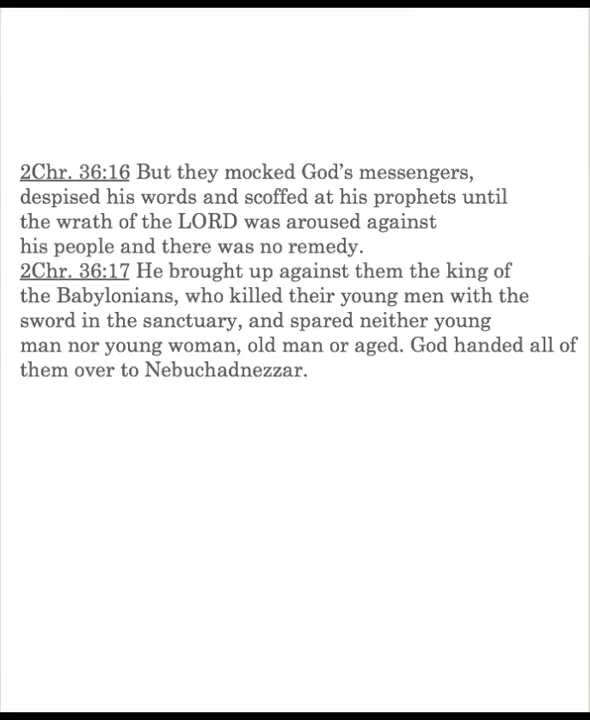 2Chr. 36:16 But they mocked God’s messengers,
despised his words and scoffed at his prophets until
the wrath of the LORD was aroused against
his people and there was no remedy.
2Chr. 36:17 He brought up against them the king of
the Babylonians, who killed their young men with the
sword in the sanctuary, and spared neither young
man nor young woman, old man or aged. God handed all of
them over to Nebuchadnezzar.